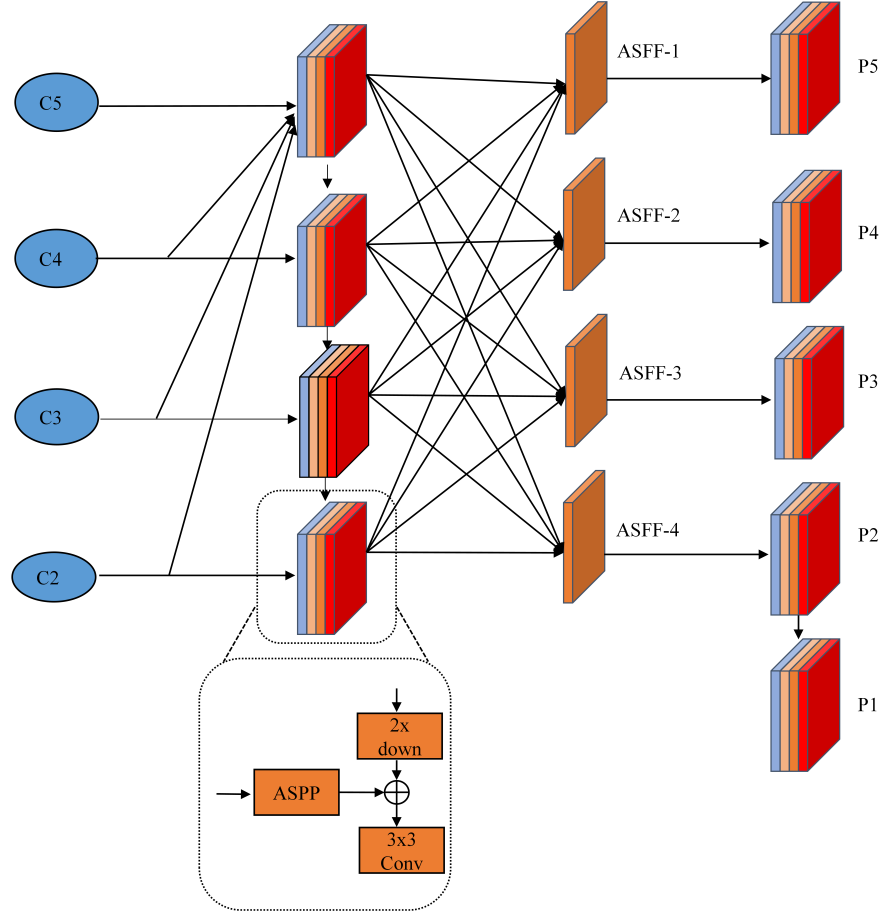 ASFF-1
P5
C5
ASFF-2
P4
C4
ASFF-3
P3
C3
ASFF-4
P2
C2
P1
2x
down
ASPP
3x3
Conv